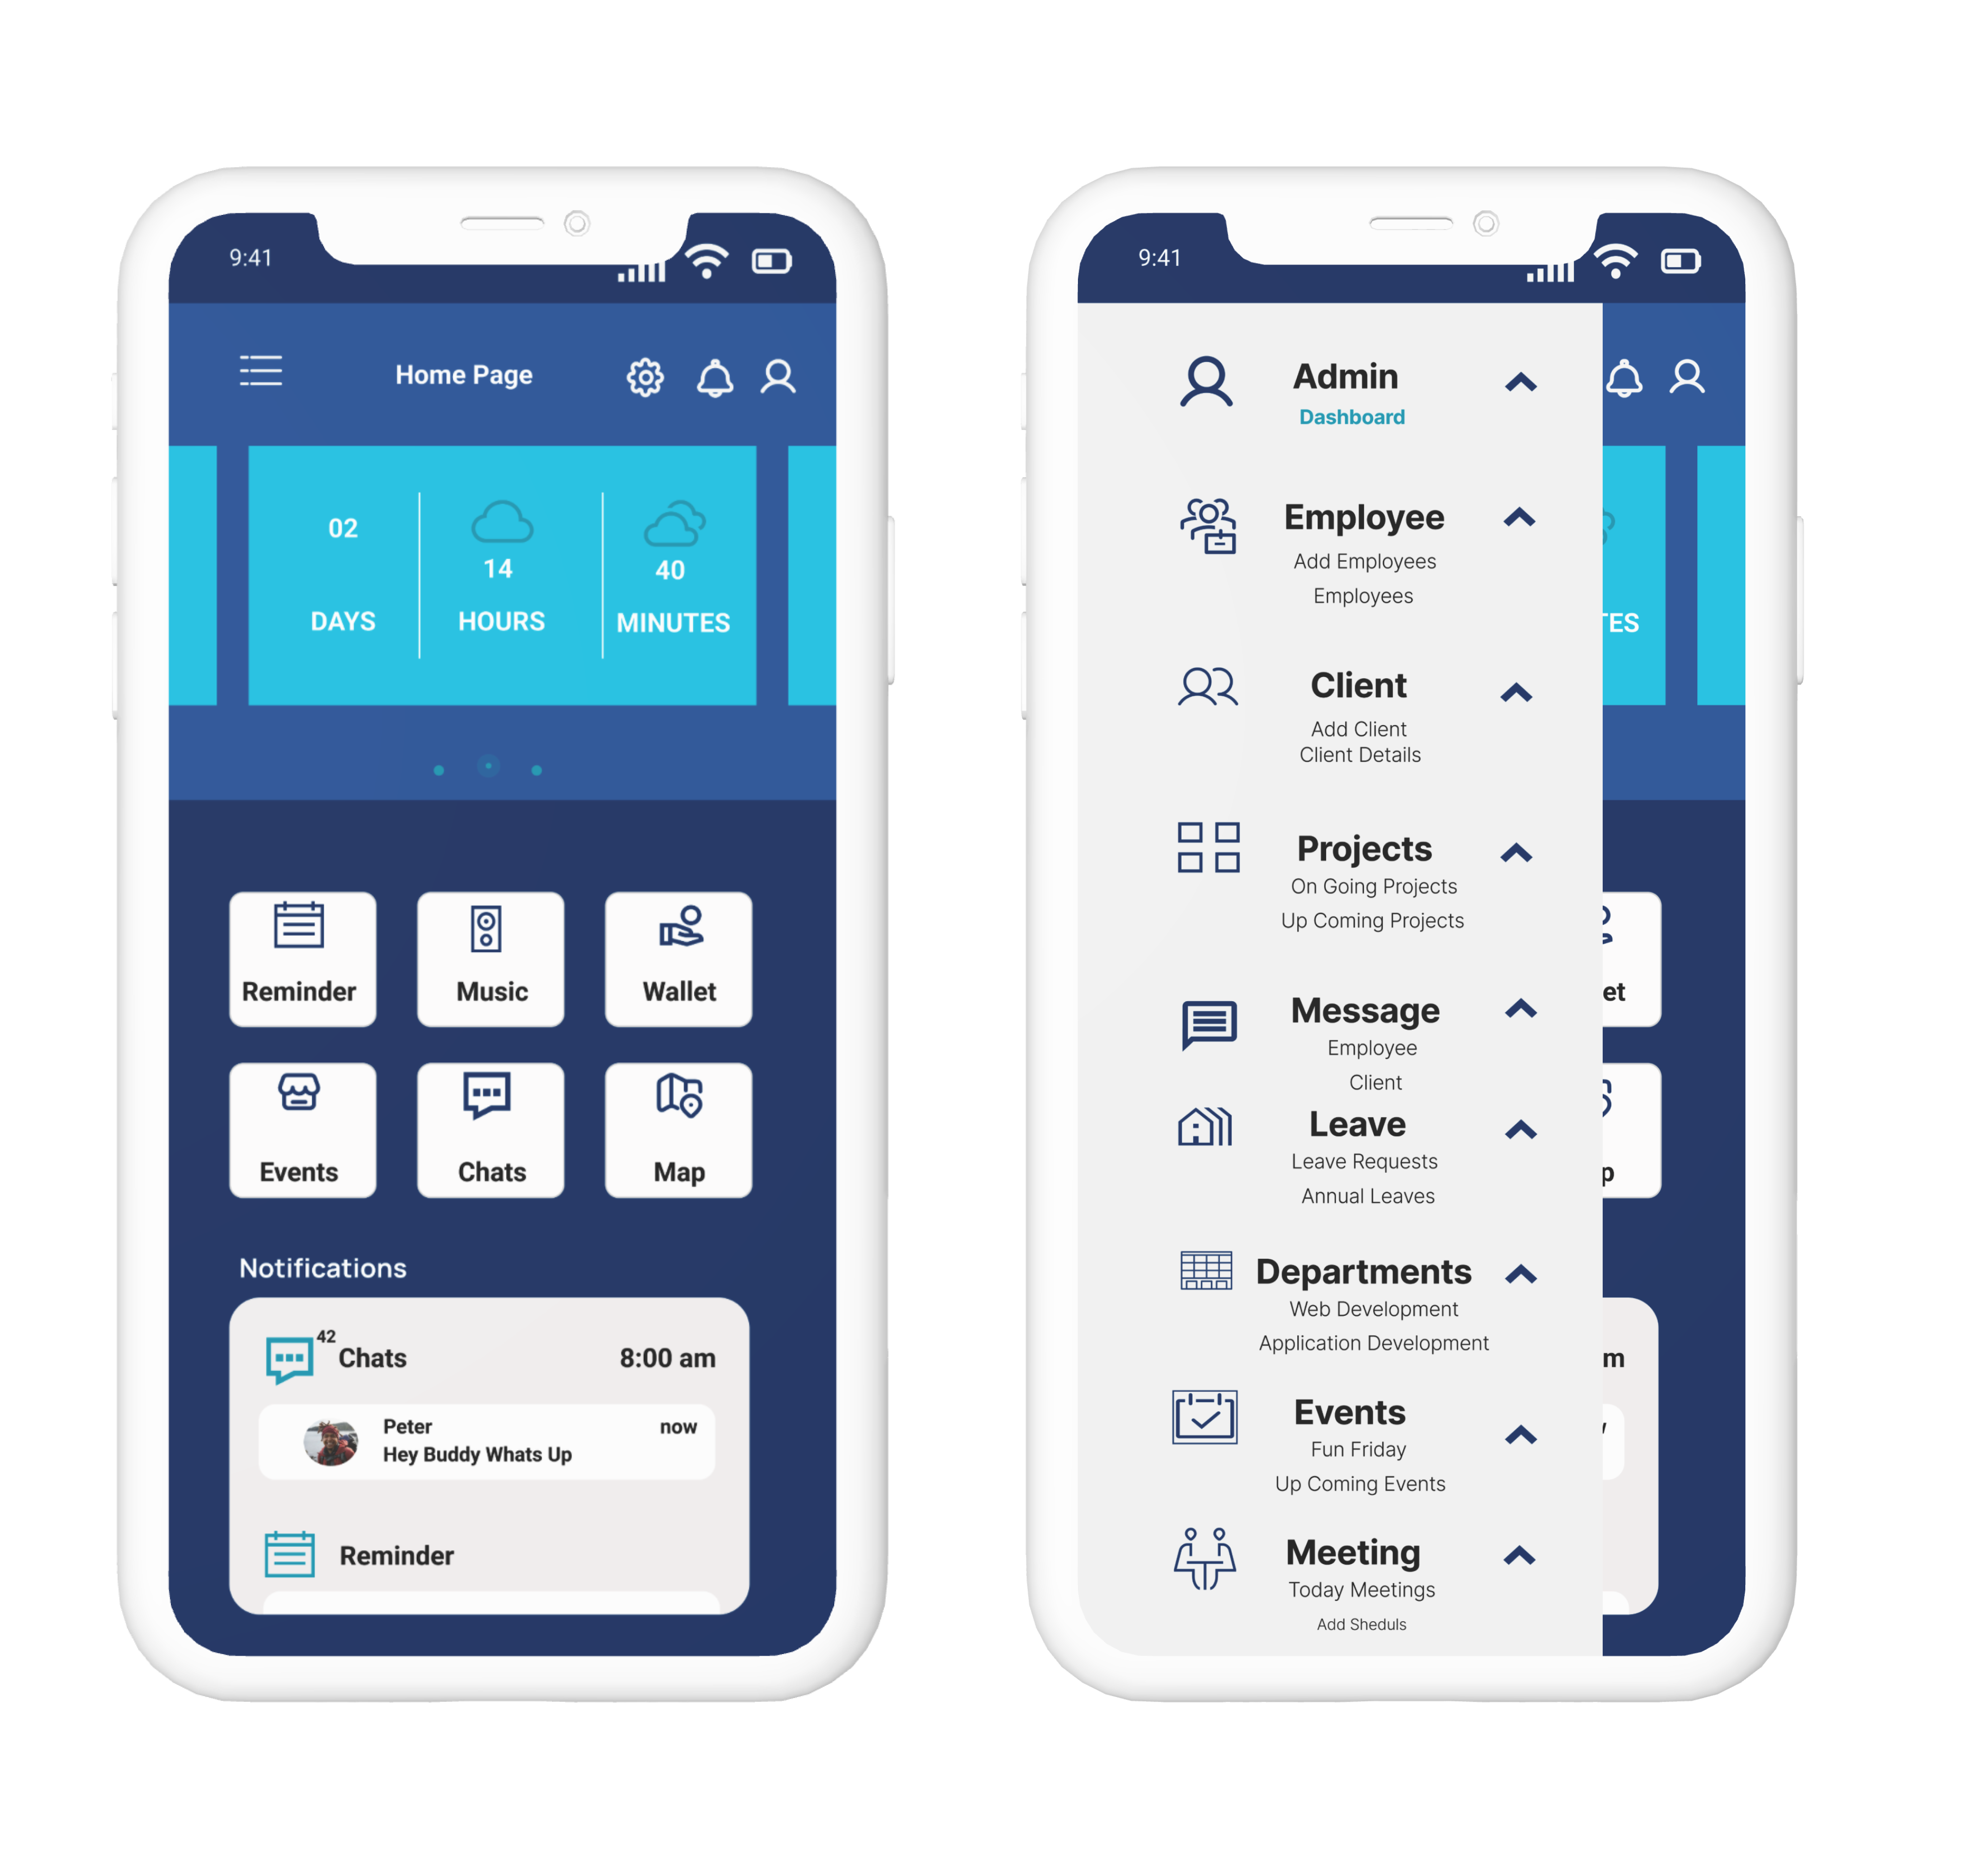 9:41
Home Page
02
14
40
DAYS
HOURS
MINUTES
Reminder
Music
Wallet
Events
Chats
Map
Notifications
42
Chats
8:00 am
Peter
now
Hey Buddy Whats Up
Reminder
9:41
Admin
Dashboard
Employee
Add Employees
Employees
TES
Client
Add Client
Client Details
Projects
On Going Projects
Up Coming Projects
et
Message
Employee
Client
Leave
Leave Requests
Annual Leaves
p
Departments
Web Development
Application Development
m
Events
Fun Friday
Up Coming Events
Meeting
Today Meetings
Add Sheduls